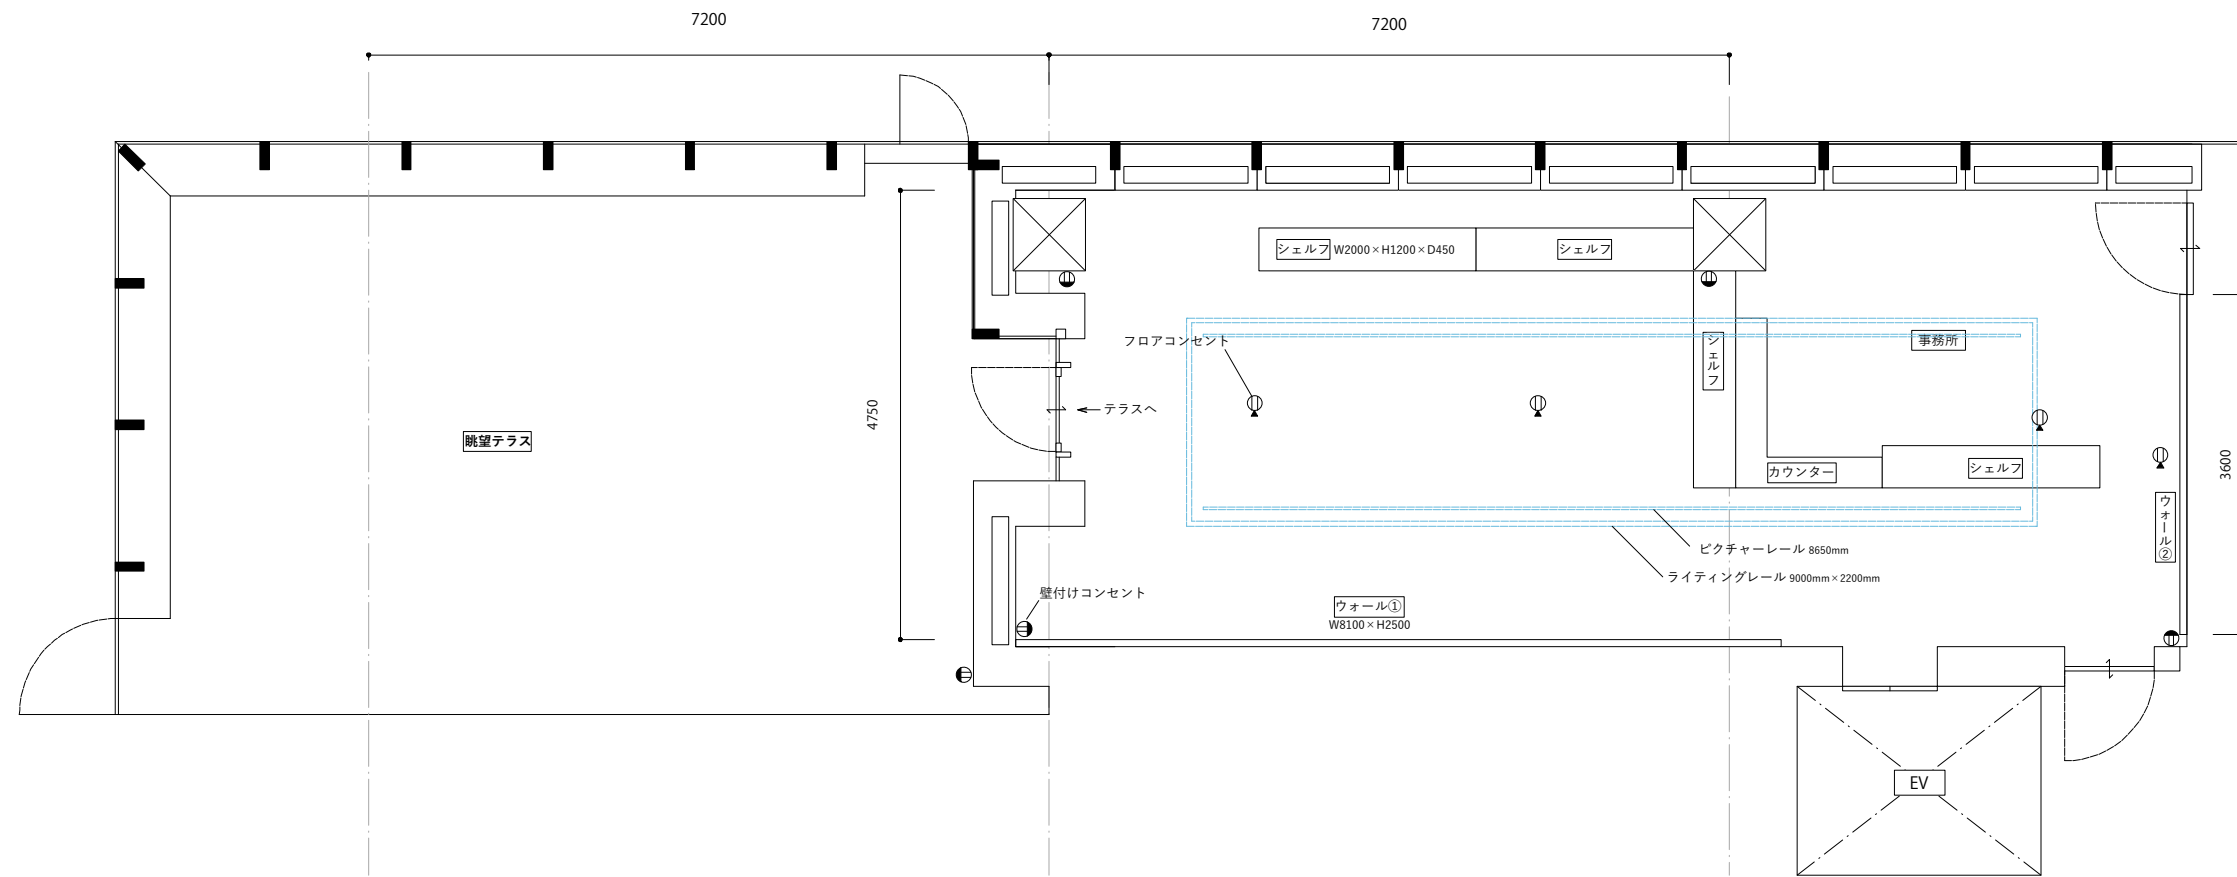 7200
7200
シェルフ W2000×H1200×D450
シェルフ
フロアコンセント
シェルフ
事務所
4750
テラスへ
眺望テラス
カウンター
シェルフ
3600
ウォール②
ピクチャーレール 8650mm
ライティングレール 9000mm×2200mm
壁付けコンセント
ウォール①
W8100×H2500
EV